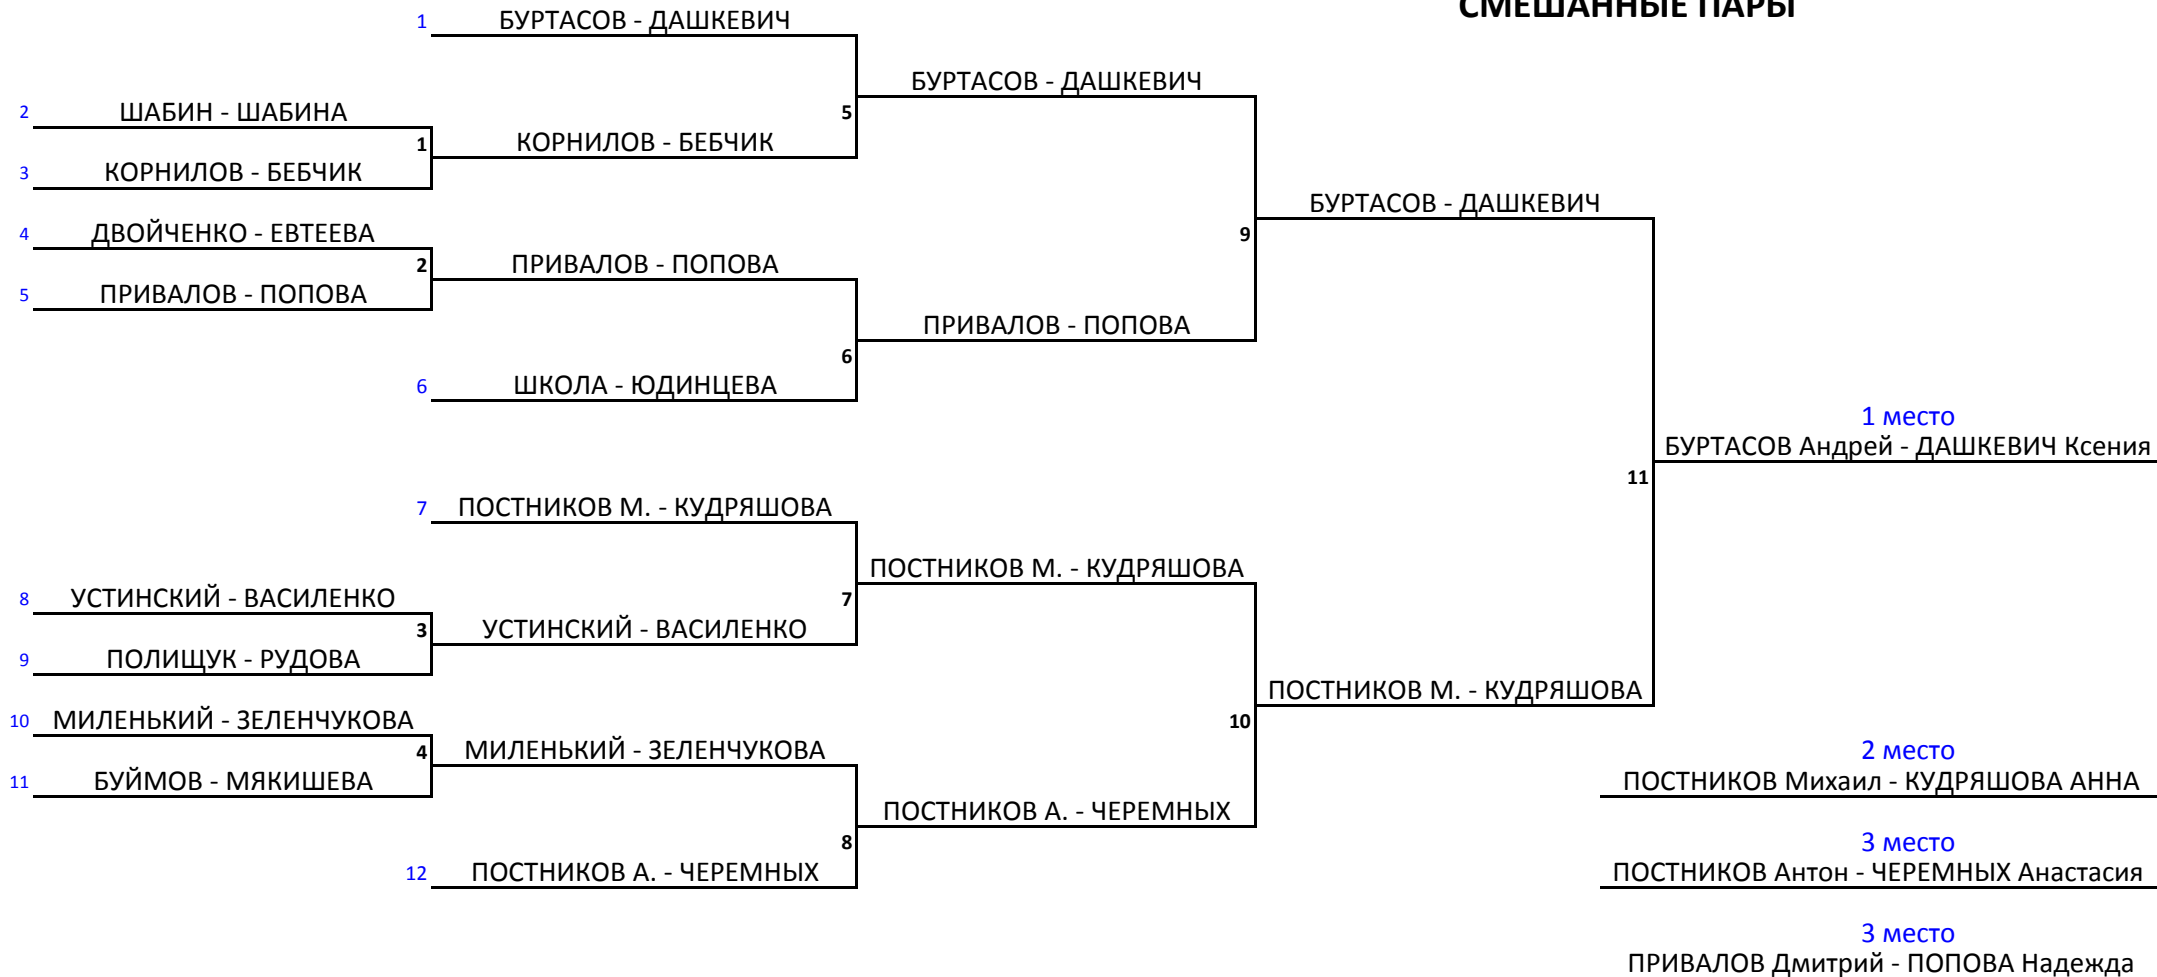 СМЕШАННЫЕ ПАРЫ
1 БУРТАСОВ - ДАШКЕВИЧ
БУРТАСОВ - ДАШКЕВИЧ
2 ШАБИН - ШАБИНА
5
1 КОРНИЛОВ - БЕБЧИК
3 КОРНИЛОВ - БЕБЧИК
БУРТАСОВ - ДАШКЕВИЧ
4 ДВОЙЧЕНКО - ЕВТЕЕВА
9
2 ПРИВАЛОВ - ПОПОВА
5 ПРИВАЛОВ - ПОПОВА
ПРИВАЛОВ - ПОПОВА
6
6 ШКОЛА - ЮДИНЦЕВА
1 место
БУРТАСОВ Андрей - ДАШКЕВИЧ Ксения
11
7 ПОСТНИКОВ М. - КУДРЯШОВА
ПОСТНИКОВ М. - КУДРЯШОВА
8 УСТИНСКИЙ - ВАСИЛЕНКО
7
3 УСТИНСКИЙ - ВАСИЛЕНКО
9 ПОЛИЩУК - РУДОВА
ПОСТНИКОВ М. - КУДРЯШОВА
10 МИЛЕНЬКИЙ - ЗЕЛЕНЧУКОВА
10
4 МИЛЕНЬКИЙ - ЗЕЛЕНЧУКОВА
2 место
11 БУЙМОВ - МЯКИШЕВА
ПОСТНИКОВ Михаил - КУДРЯШОВА АННА
ПОСТНИКОВ А. - ЧЕРЕМНЫХ
8
3 место
12 ПОСТНИКОВ А. - ЧЕРЕМНЫХ
ПОСТНИКОВ Антон - ЧЕРЕМНЫХ Анастасия
3 место
ПРИВАЛОВ Дмитрий - ПОПОВА Надежда